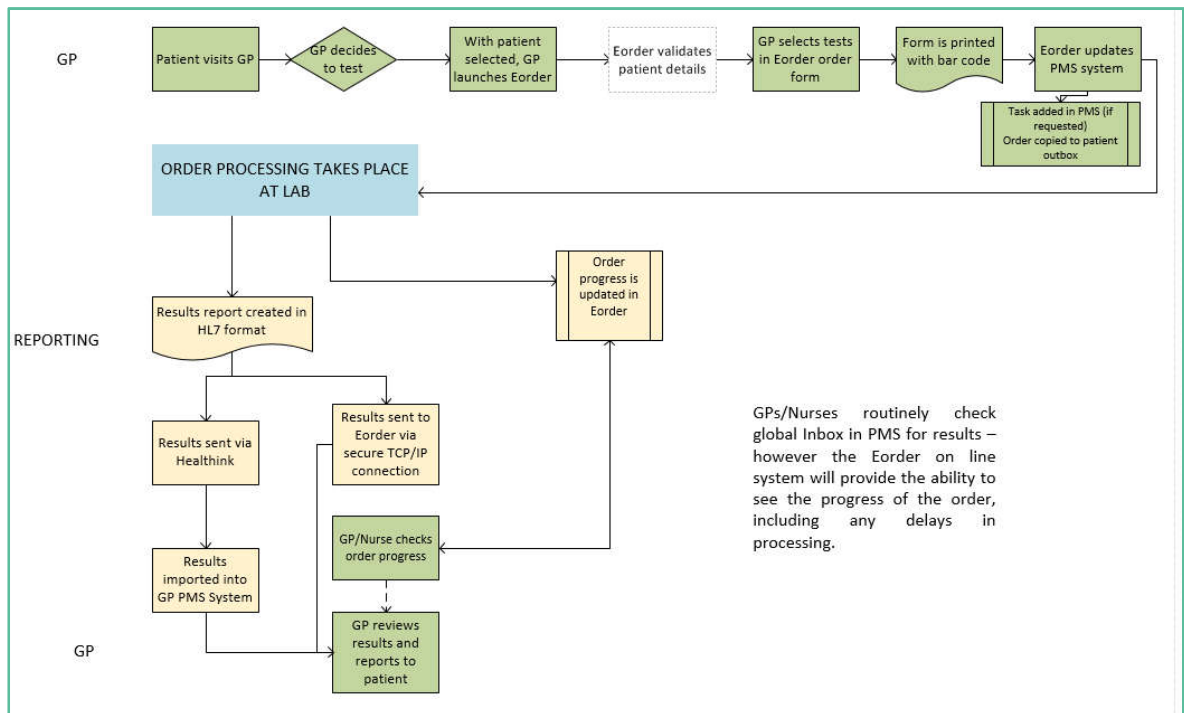 GP
Patient visits GP
GP decides
to test
With patient
selected, GP
launches Eorder
Eorder validates
patient details
GP selects tests
in Eorder order
form
Form is printed
with bar code
Eorder updates
PMS system
Task added in PMS (if
requested)
Order copied to patient
outbox
ORDER PROCESSING TAKES PLACE
AT LAB
Order
progress is
updated in
Eorder
REPORTING
Results report created in
HL7 format
Results sent via
Healthink
Results sent to
Eorder via
secure TCP/IP
connection
GPs/Nurses routinely check
global Inbox in PMS for results –
however the Eorder on line
system will provide the ability to
see the progress of the order,
including any delays in
processing.
GP/Nurse checks
order progress
Results
imported into
GP PMS System
GP
GP reviews
results and
reports to
patient